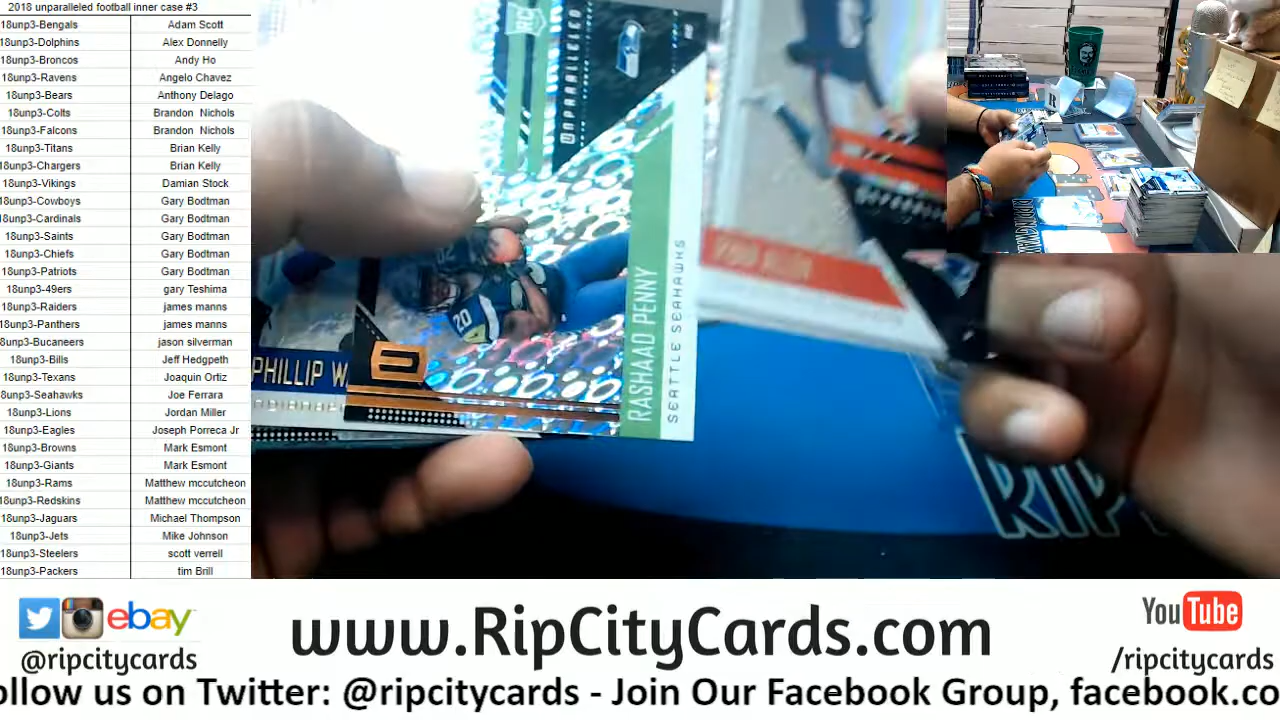 2018 unparalleled football inner case #3
18unp3-Bengals Adam Scott
18unp3-Dolphins Alex Donnelly
18unp3-Broncos Andy Ho
18unp3-Ravens Angelo Chavez
18unp3-Bears Anthony Delago
18unp3-Colts Brandon Nichols
18unp3-Falcons Brandon Nichols
18unp3-Titans Brian Kelly
18unp3-Chargers Brian Kelly
18unp3-Vikings Damian Stock
18unp3-Cowboys Gary Bodtman
18unp3-Cardinals Gary Bodtman
18unp3-Saints Gary Bodtman
18unp3-Chiefs Gary Bodtman
18unp3-Patriots Gary Bodtman
18unp3-49ers gary Teshima
18unp3-Raiders james manns
18unp3-Panthers james manns
18unp3-Bucaneers jason silverman
18unp3-Bills Jeff Hedgpeth
18unp3-Texans Joaquin Ortiz
18unp3-Seahawks Joe Ferrara
18unp3-Lions Jordan Miller
18unp3-Eagles Joseph Porreca Jr
18unp3-Browns Mark Esmont
18unp3-Giants Mark Esmont
18unp3-Rams Matthew mccutcheon
18unp3-Redskins Matthew mccutcheon
18unp3-Jaguars Michael Thompson
18unp3-Jets Mike Johnson
18unp3-Steelers scott verrell
18unp3-Packers tim Brill
RC
UNPARALLELED
RASHAAD PENNY
SEATTLE SEAHAWKS
20
PHILLIP W
RIP
ebay
@ripcitycards
www.RipCityCards.com
YouTube
/ripcitycards
ollow us on Twitter: @ripcitycards - Join Our Facebook Group, facebook.co